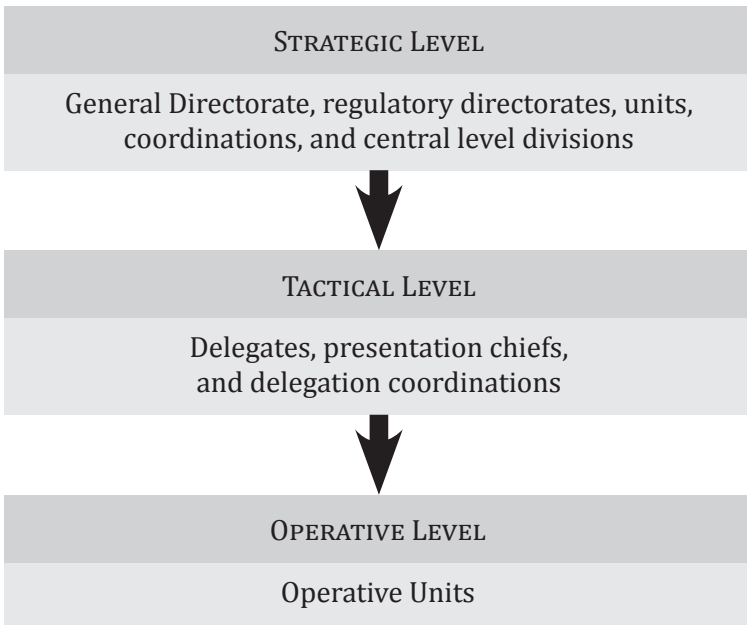 Strategic Level
General Directorate, regulatory directorates, units,
coordinations, and central level divisions
Tactical Level
Delegates, presentation chiefs,
and delegation coordinations
Operative Level
Operative Units